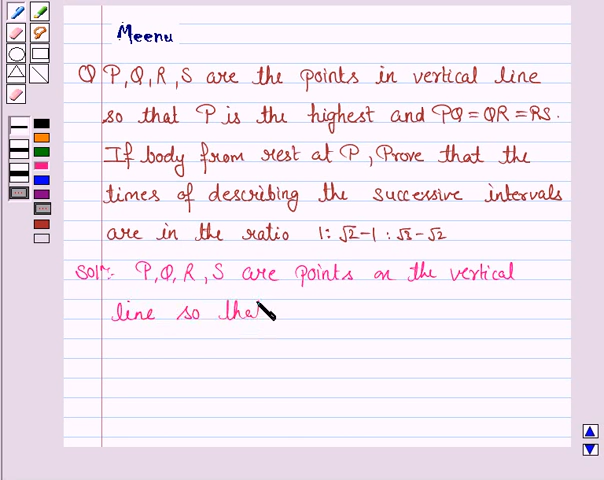 Meenu
Q P, Q, R, S are the points in vertical line
so that P is the highest and PQ = QR = RS.
If body from rest at P, Prove that the
times of describing the successive intervals
are in the ratio 1 : √2 - 1 : √3 - √2
Solⁿ:- P, Q, R, S are points on the vertical
line so tha